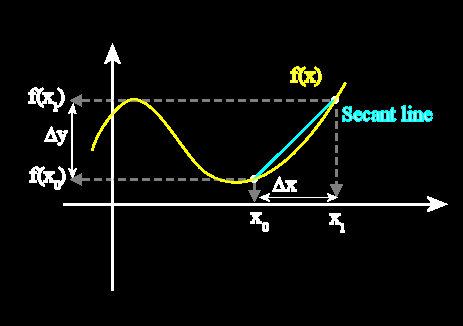 f(x)
f(x₁)
Secant line
Δy
f(x₀)
Δx
x₀
x₁